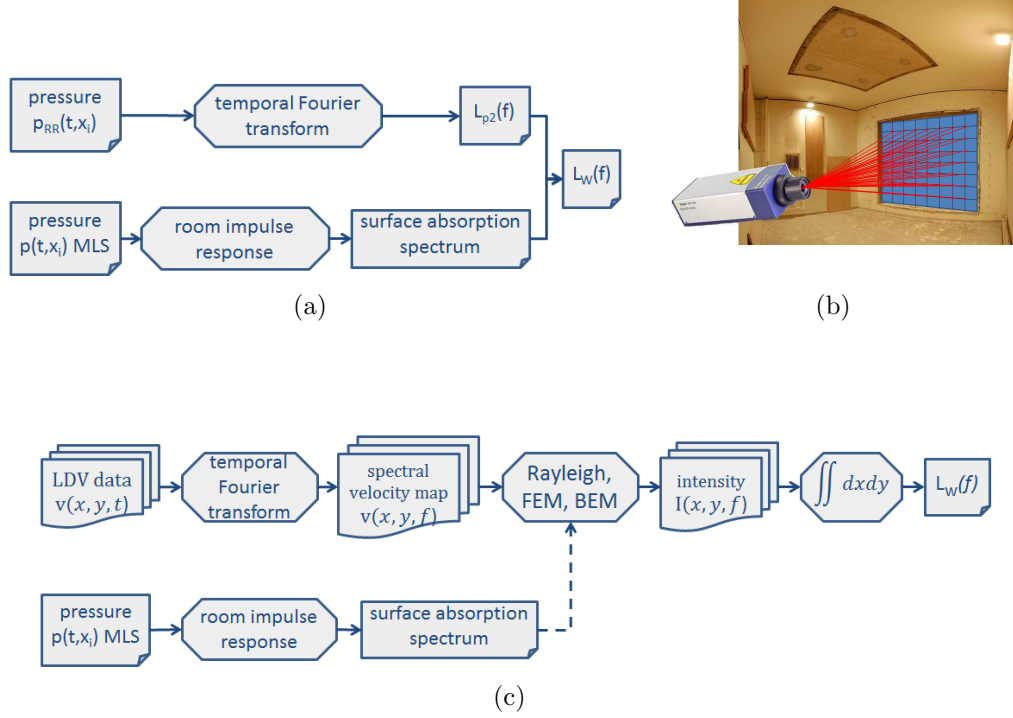 pressure
p_RR(t,x_i)
temporal Fourier
transform
L_p2(f)
L_W(f)
pressure
p(t,x_i) MLS
room impulse
response
surface absorption
spectrum
(a)
(b)
LDV data
v(x, y, t)
temporal
Fourier
transform
spectral
velocity map
v(x, y, f)
Rayleigh,
FEM, BEM
intensity
I(x, y, f)
∬ dxdy
L_W(f)
pressure
p(t,x_i) MLS
room impulse
response
surface absorption
spectrum
(c)